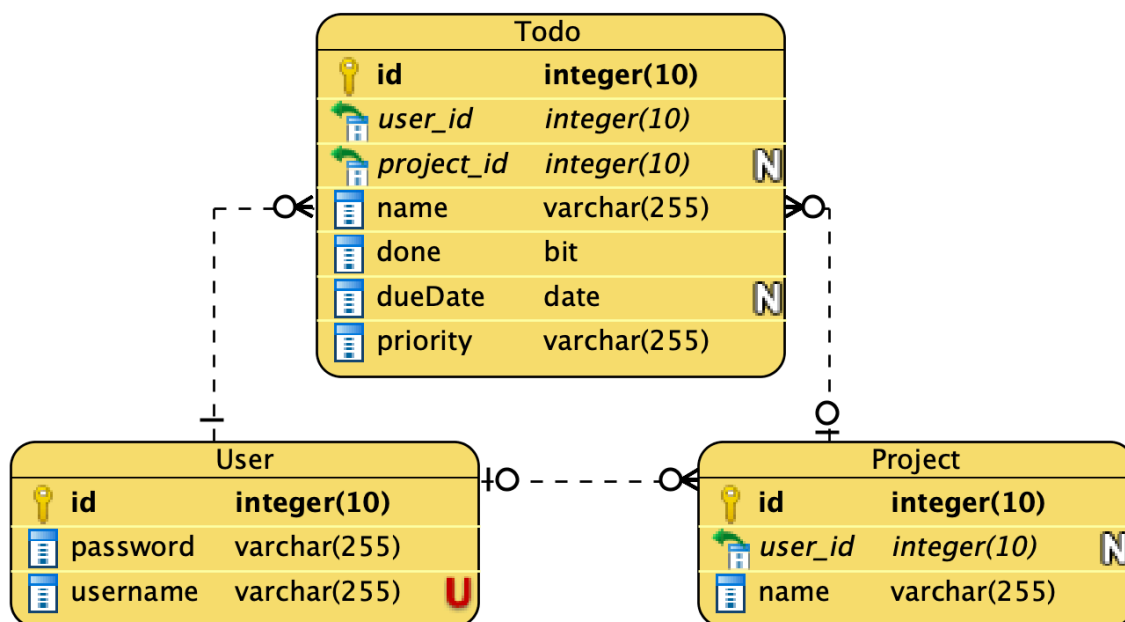 Todo
id integer(10)
user_id integer(10)
project_id integer(10) N
name varchar(255)
done bit
dueDate date N
priority varchar(255)
User
id integer(10)
password varchar(255)
username varchar(255) U
Project
id integer(10)
user_id integer(10) N
name varchar(255)